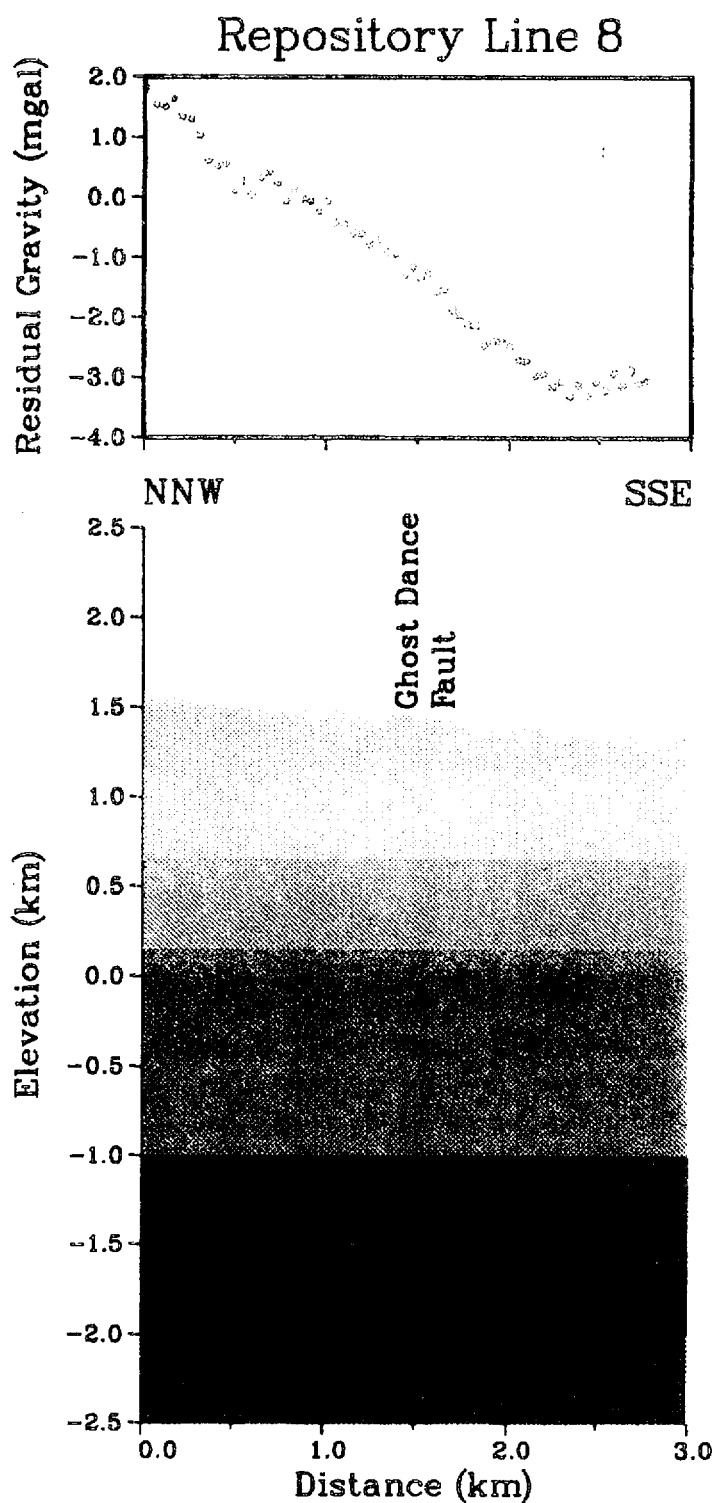 Repository Line 8
Residual Gravity (mgal)
2.0
1.0
0.0
-1.0
-2.0
-3.0
-4.0
NNW
SSE
Ghost Dance
Fault
Elevation (km)
2.5
2.0
1.5
1.0
0.5
0.0
-0.5
-1.0
-1.5
-2.0
-2.5
0.0 1.0 2.0 3.0
Distance (km)